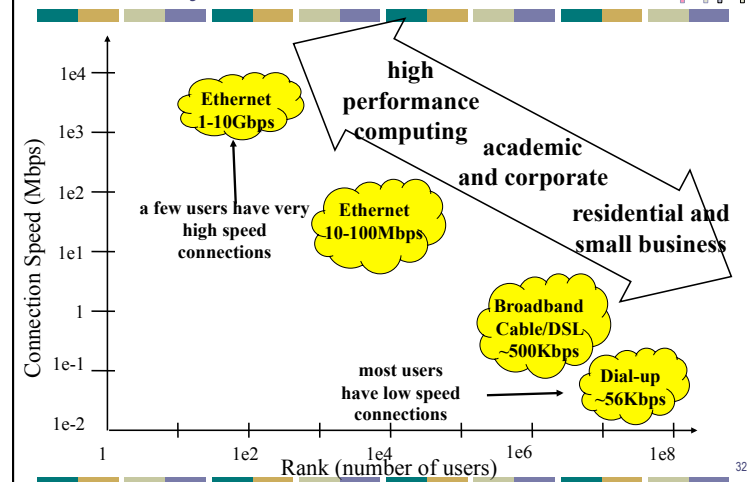 1e4
1e3
1e2
1e1
1
1e-1
1e-2
Connection Speed (Mbps)
Ethernet
1-10Gbps
high
performance
computing
academic
and corporate
residential and
small business
a few users have very
high speed
connections
Ethernet
10-100Mbps
Broadband
Cable/DSL
~500Kbps
most users
have low speed
connections
Dial-up
~56Kbps
1
1e2
1e4
1e6
1e8
Rank (number of users)
32